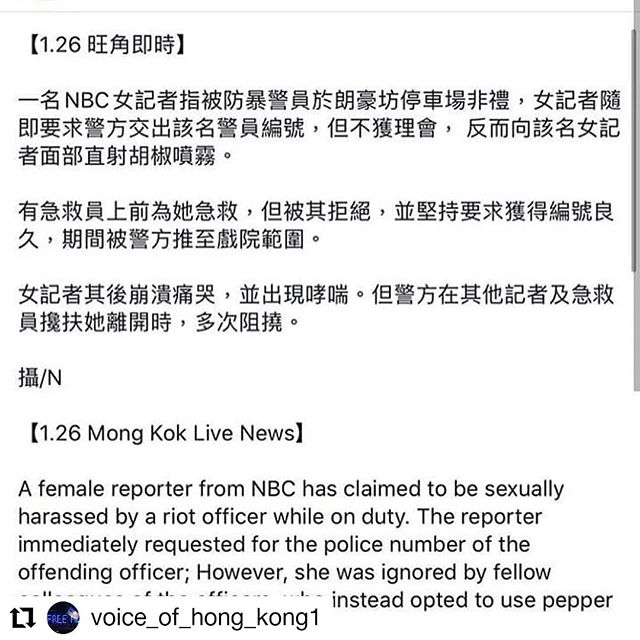 【1.26 旺角即時】
一名NBC女記者指被防暴警員於朗豪坊停車場非禮，女記者隨
即要求警方交出該名警員編號，但不獲理會， 反而向該名女記
者面部直射胡椒噴霧。
有急救員上前為她急救，但被其拒絕，並堅持要求獲得編號良
久，期間被警方推至戲院範圍。
女記者其後崩潰痛哭，並出現哮喘。但警方在其他記者及急救
員攙扶她離開時，多次阻撓。
攝/N
【1.26 Mong Kok Live News】
A female reporter from NBC has claimed to be sexually
harassed by a riot officer while on duty. The reporter
immediately requested for the police number of the
offending officer; However, she was ignored by fellow
instead opted to use pepper
voice_of_hong_kong1